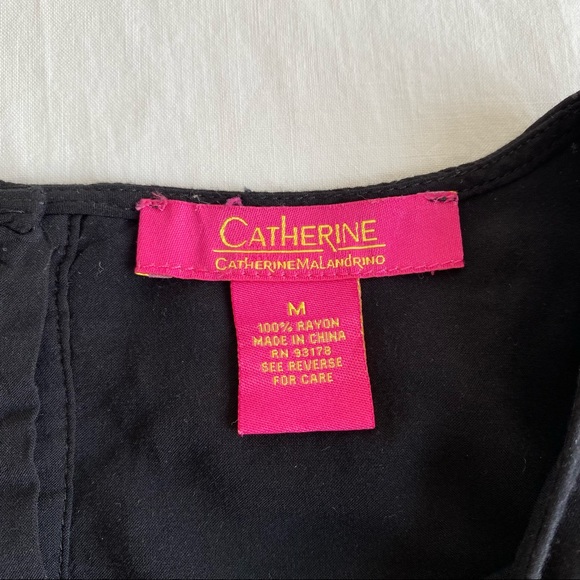 CATHERINE
CATHERINEMALANDRINO
M
100% RAYON
MADE IN CHINA
RN 93178
SEE REVERSE
FOR CARE